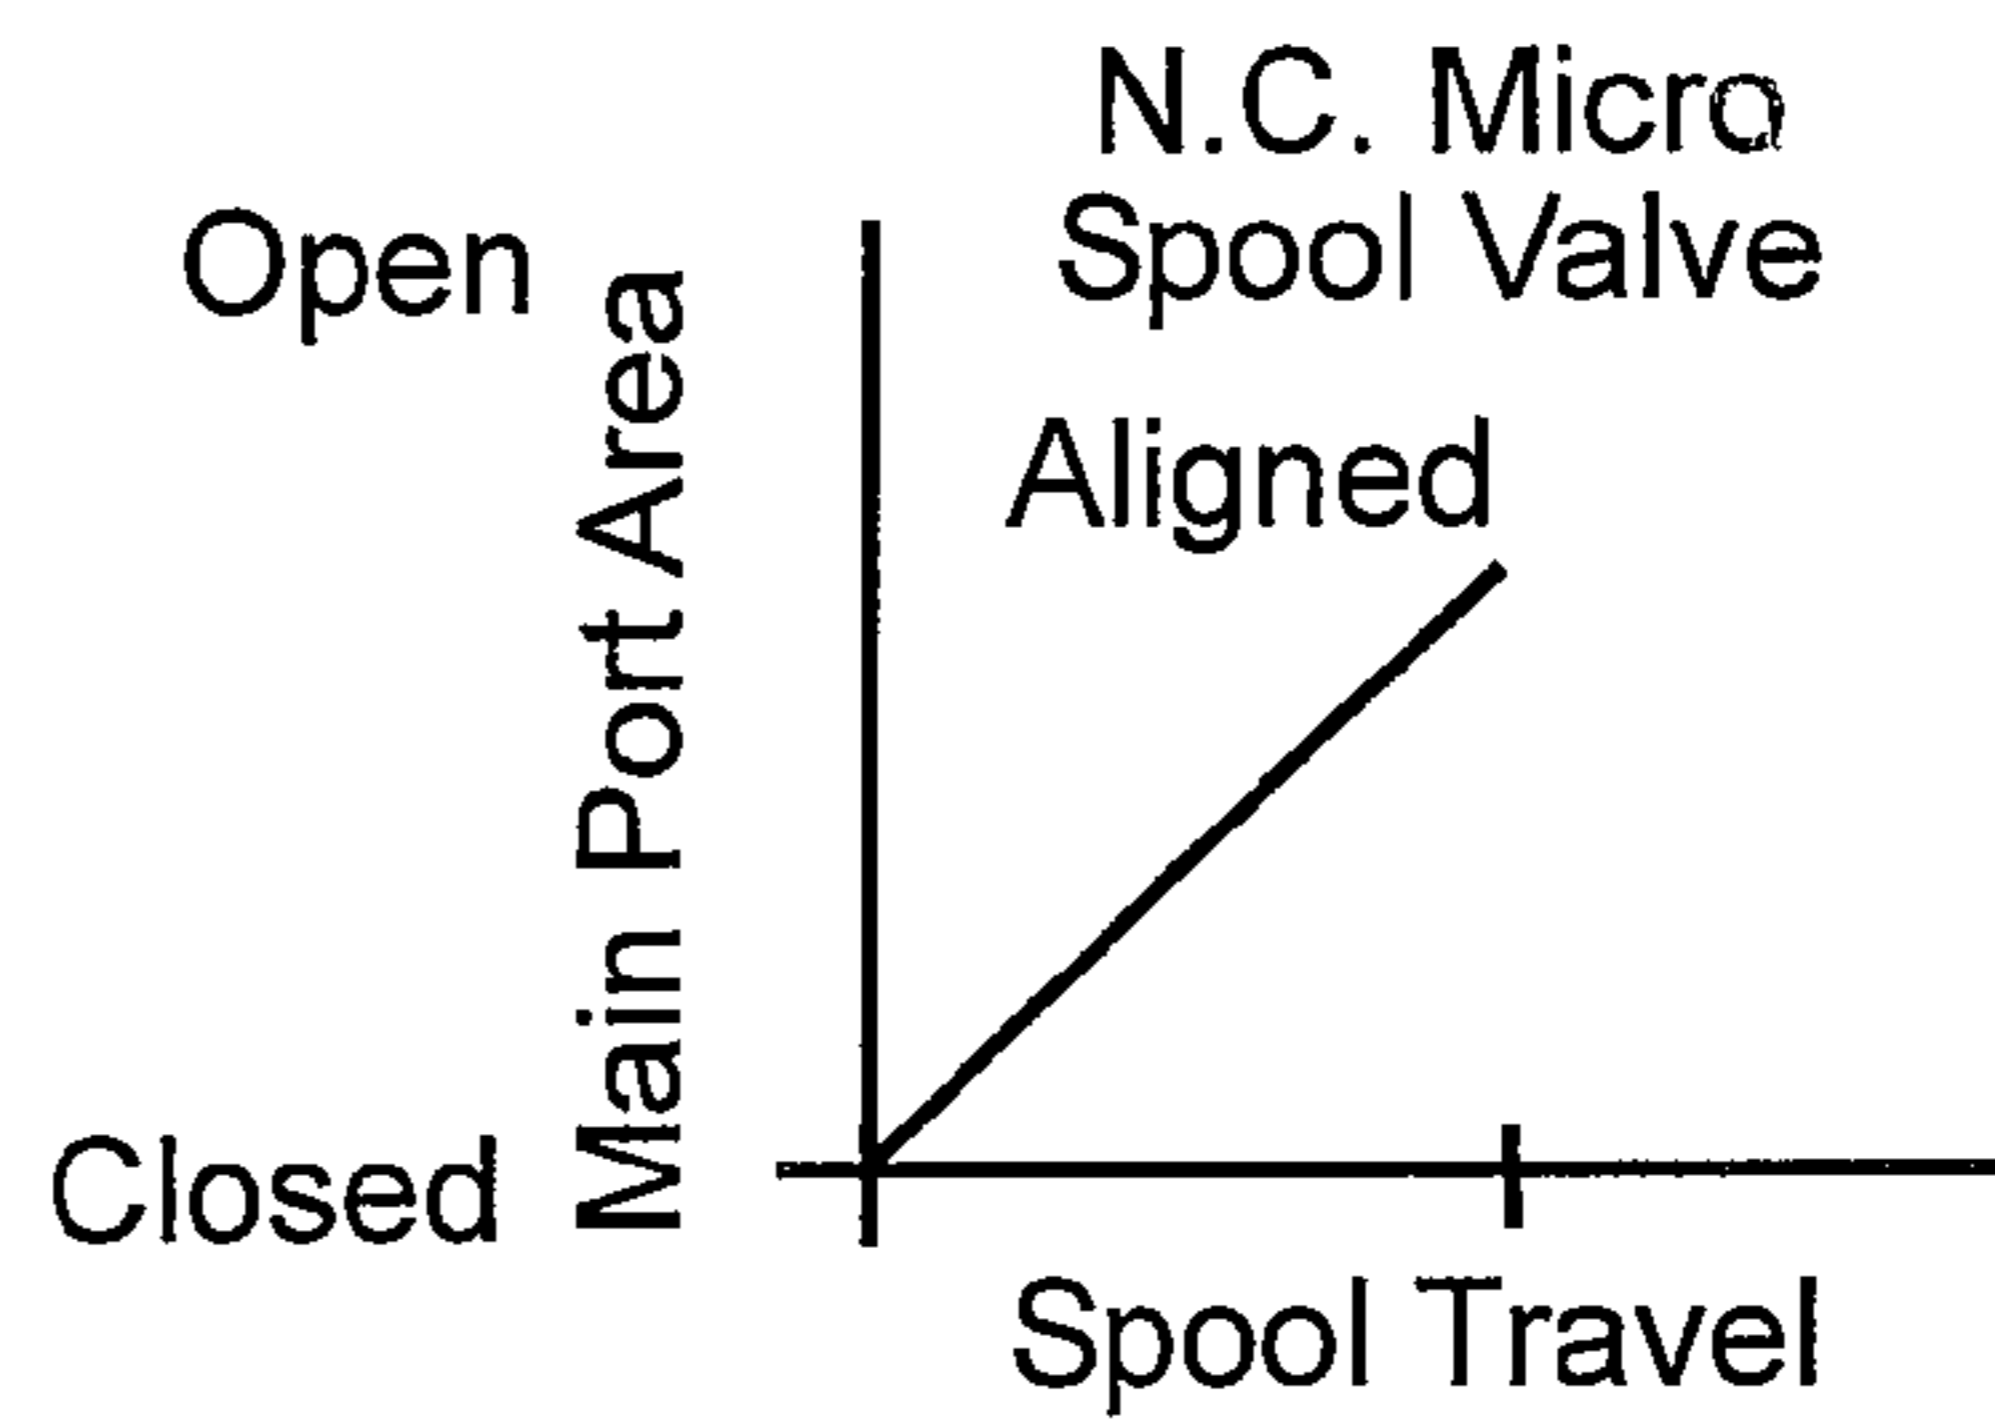 N.C. Micro
Spool Valve
Open
Main Port Area
Aligned
Closed
Spool Travel